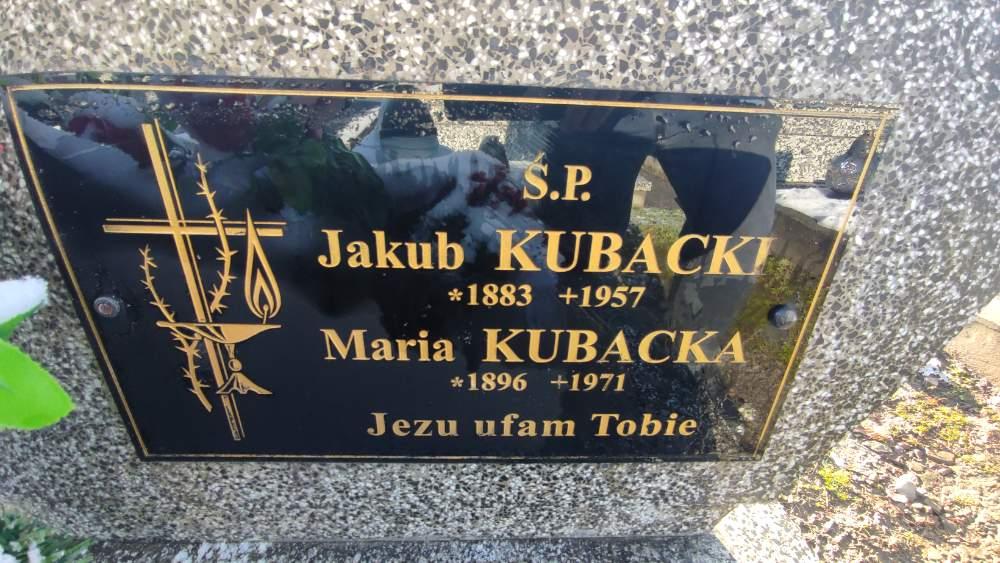 Ś.P.
Jakub KUBACKI
*1883 +1957
Maria KUBACKA
*1896 +1971
Jezu ufam Tobie